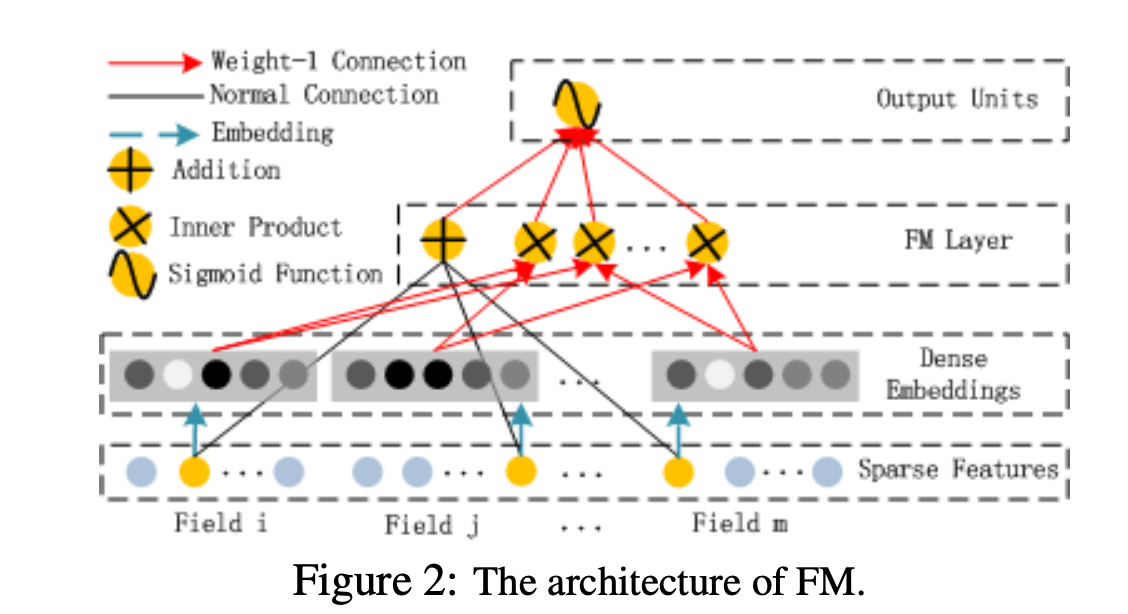 Weight-1 Connection
Normal Connection
Embedding
Addition
Inner Product
Sigmoid Function
Output Units
FM Layer
...
Dense
Embeddings
...
Sparse Features
... ... ... ...
Field i Field j ... Field m
Figure 2: The architecture of FM.